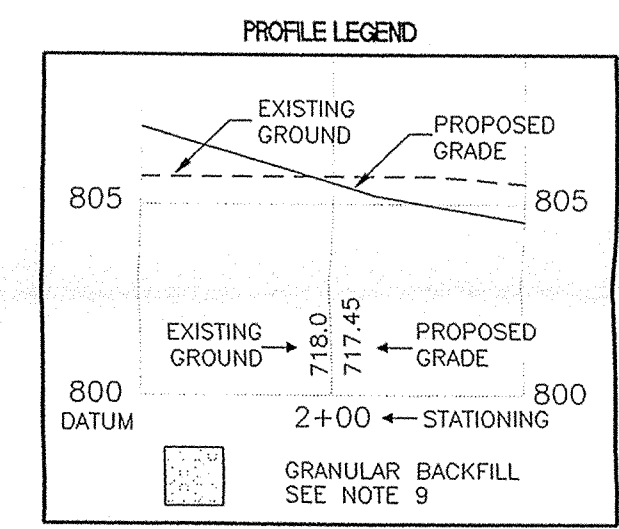 PROFILE LEGEND
EXISTING
GROUND
PROPOSED
GRADE
805
805
EXISTING
GROUND
718.0
717.45
PROPOSED
GRADE
800
800
DATUM
2+00
STATIONING
GRANULAR BACKFILL
SEE NOTE 9